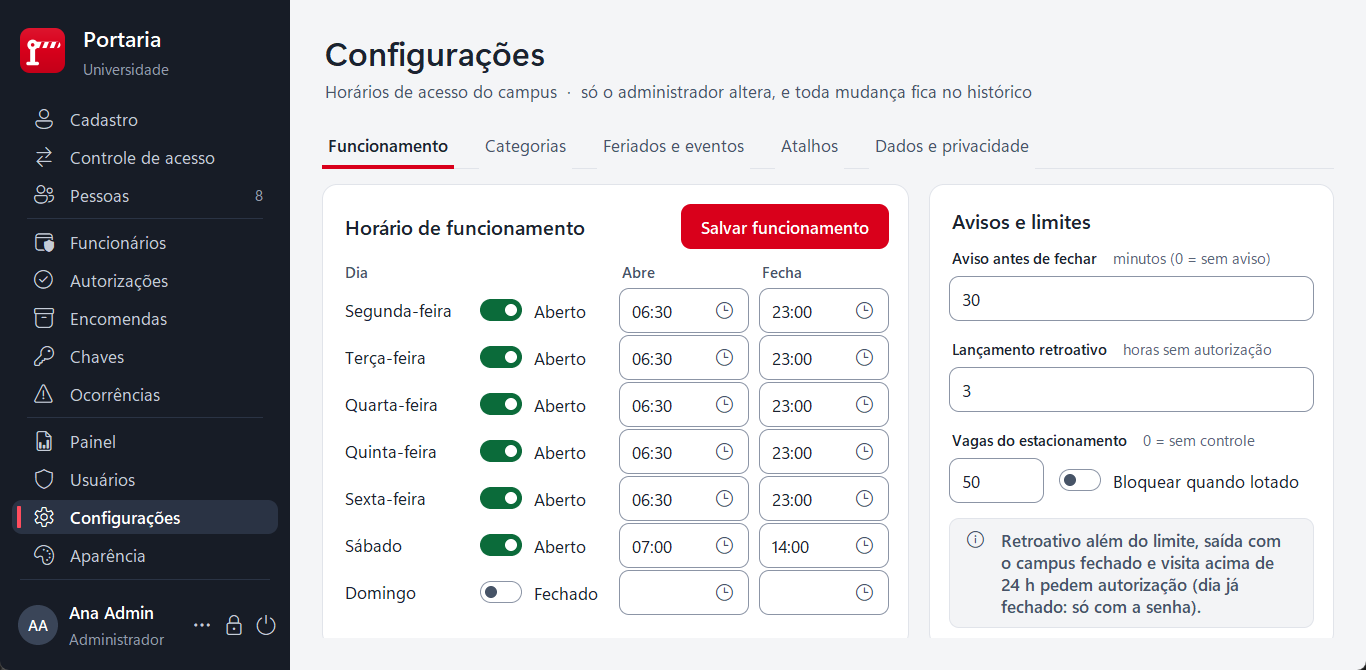 Portaria
Universidade
Cadastro
Controle de acesso
Pessoas 8
Funcionários
Autorizações
Encomendas
Chaves
Ocorrências
Painel
Usuários
Configurações
Aparência
AA
Ana Admin
Administrador
Configurações
Horários de acesso do campus · só o administrador altera, e toda mudança fica no histórico
Funcionamento Categorias Feriados e eventos Atalhos Dados e privacidade
Horário de funcionamento Salvar funcionamento
Dia Abre Fecha
Segunda-feira Aberto 06:30 23:00
Terça-feira Aberto 06:30 23:00
Quarta-feira Aberto 06:30 23:00
Quinta-feira Aberto 06:30 23:00
Sexta-feira Aberto 06:30 23:00
Sábado Aberto 07:00 14:00
Domingo Fechado
Avisos e limites
Aviso antes de fechar minutos (0 = sem aviso)
30
Lançamento retroativo horas sem autorização
3
Vagas do estacionamento 0 = sem controle
50 Bloquear quando lotado
Retroativo além do limite, saída com
o campus fechado e visita acima de
24 h pedem autorização (dia já
fechado: só com a senha).